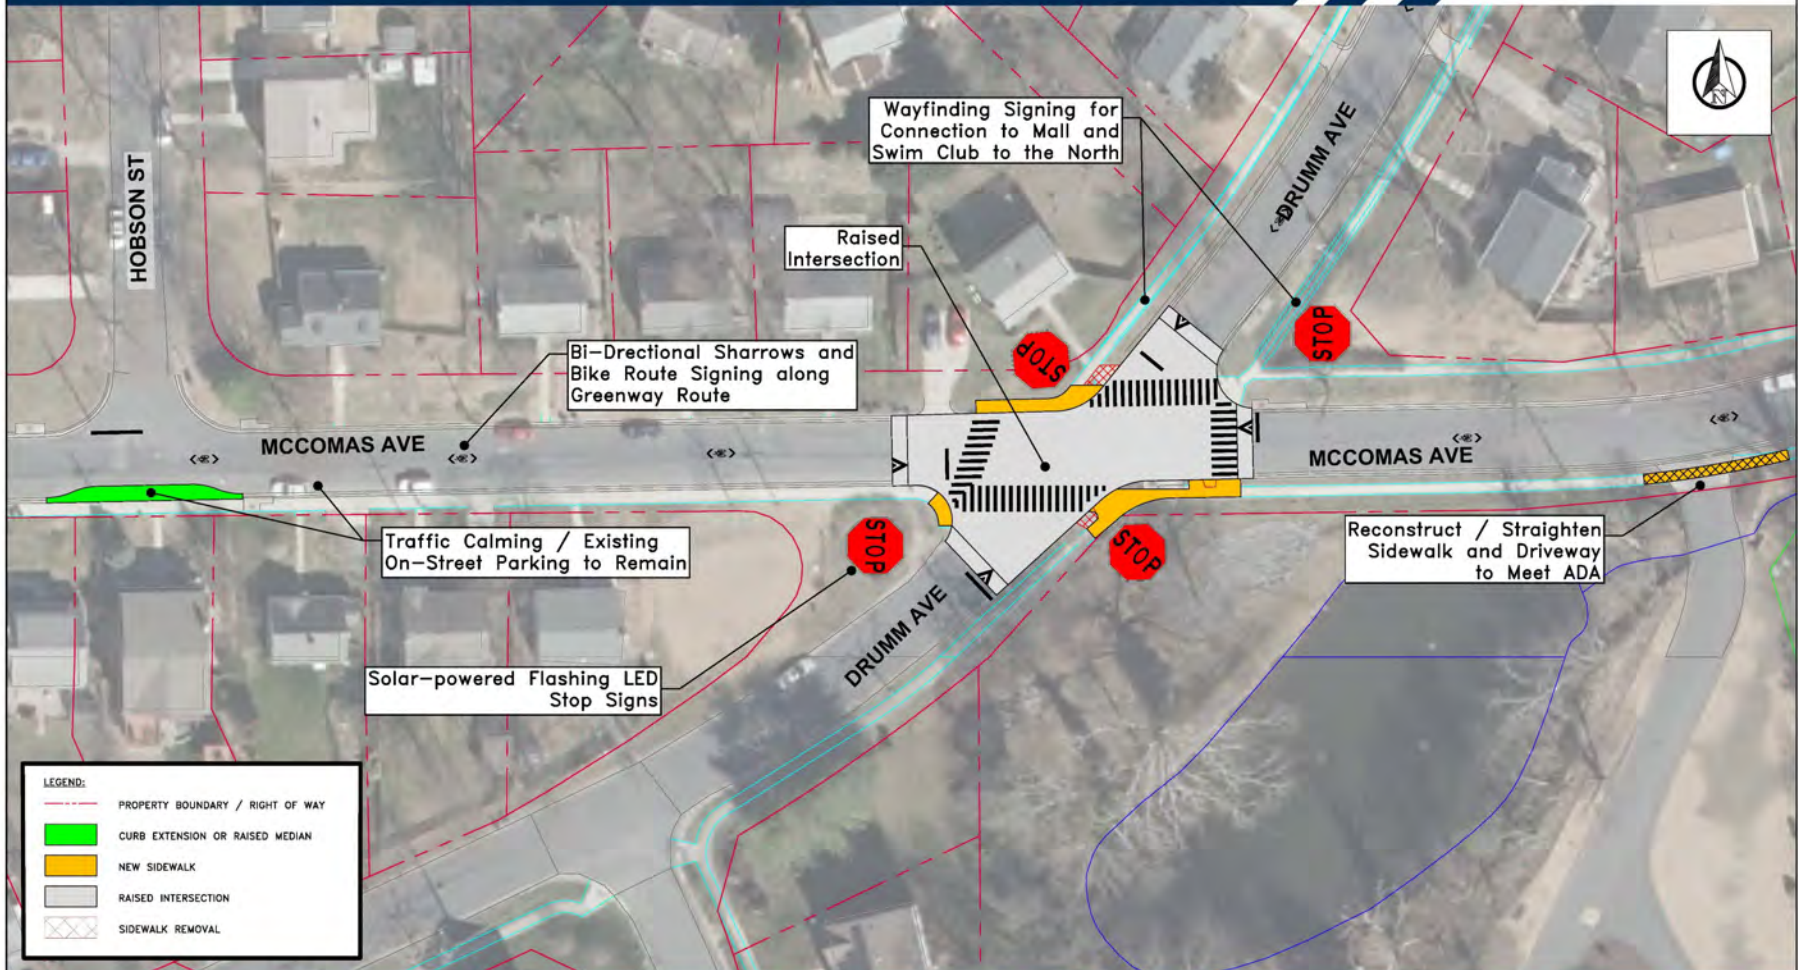 Wayfinding Signing for
Connection to Mall and
Swim Club to the North
DRUMM AVE
N
HOBSON ST
Raised
Intersection
STOP
STOP
Bi-Drectional Sharrows and
Bike Route Signing along
Greenway Route
MCCOMAS AVE
MCCOMAS AVE
STOP
STOP
Traffic Calming / Existing
On-Street Parking to Remain
Reconstruct / Straighten
Sidewalk and Driveway
to Meet ADA
DRUMM AVE
Solar-powered Flashing LED
Stop Signs
LEGEND:
PROPERTY BOUNDARY / RIGHT OF WAY
CURB EXTENSION OR RAISED MEDIAN
NEW SIDEWALK
RAISED INTERSECTION
SIDEWALK REMOVAL